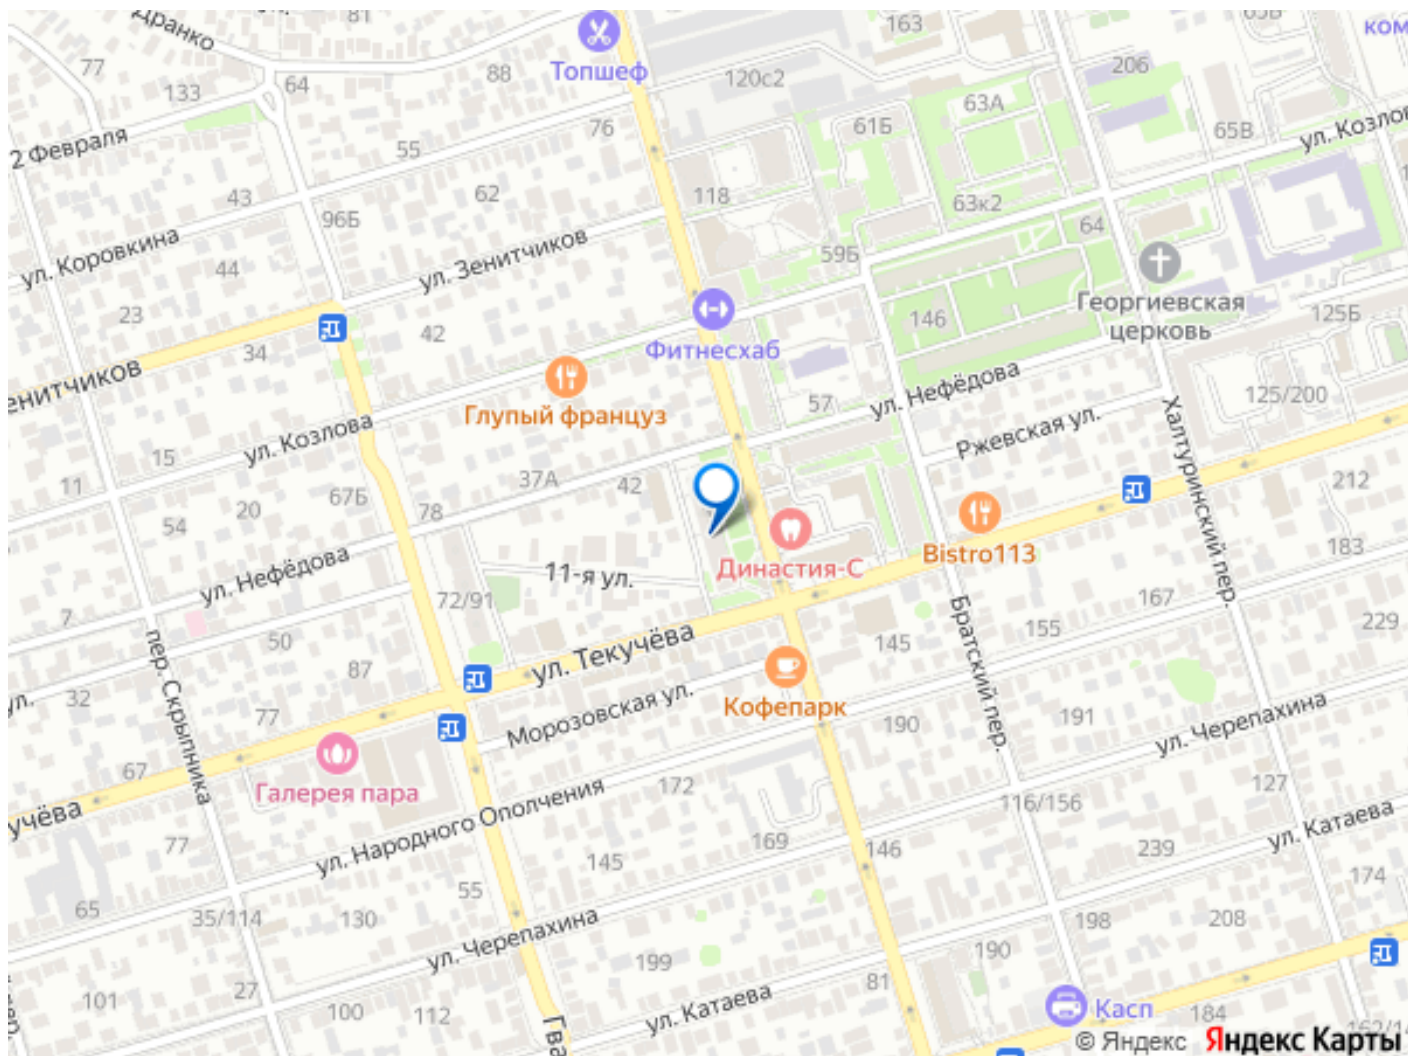 Дранко
81
163
65В
ком
Топшеф
77
64
88
120с2
206
133
63А
2 Февраля
55
76
61Б
65В
ул. Козлов
43
62
118
63к2
96Б
64
ул. Коровкина
44
ул. Зенитчиков
59Б
Георгиевская
церковь
23
42
146
125Б
34
Фитнесхаб
енитчиков
Глупый француз
57
ул. Нефёдова
125/200
ул. Козлова
Ржевская ул.
Халтуринский пер.
15
11
37А
42
212
67Б
20
54
78
Bistro113
183
ул. Нефёдова
11-я ул.
Династия-С
72/91
7
167
Братский пер.
155
229
50
145
ул. Текучёва
87
пер. Скрыпника
32
ул.
77
Морозовская ул.
Кофепарк
190
191
ул. Черепахина
67
Галерея пара
172
127
116/156
учёва
ул. Народного Ополчения
ул. Катаева
77
169
146
239
145
55
174
65
35/114
130
198
208
ул. Черепахина
199
190
27
81
101
100
112
ул. Катаева
Касп
184
Гва
162/14
© Яндекс Яндекс Карты